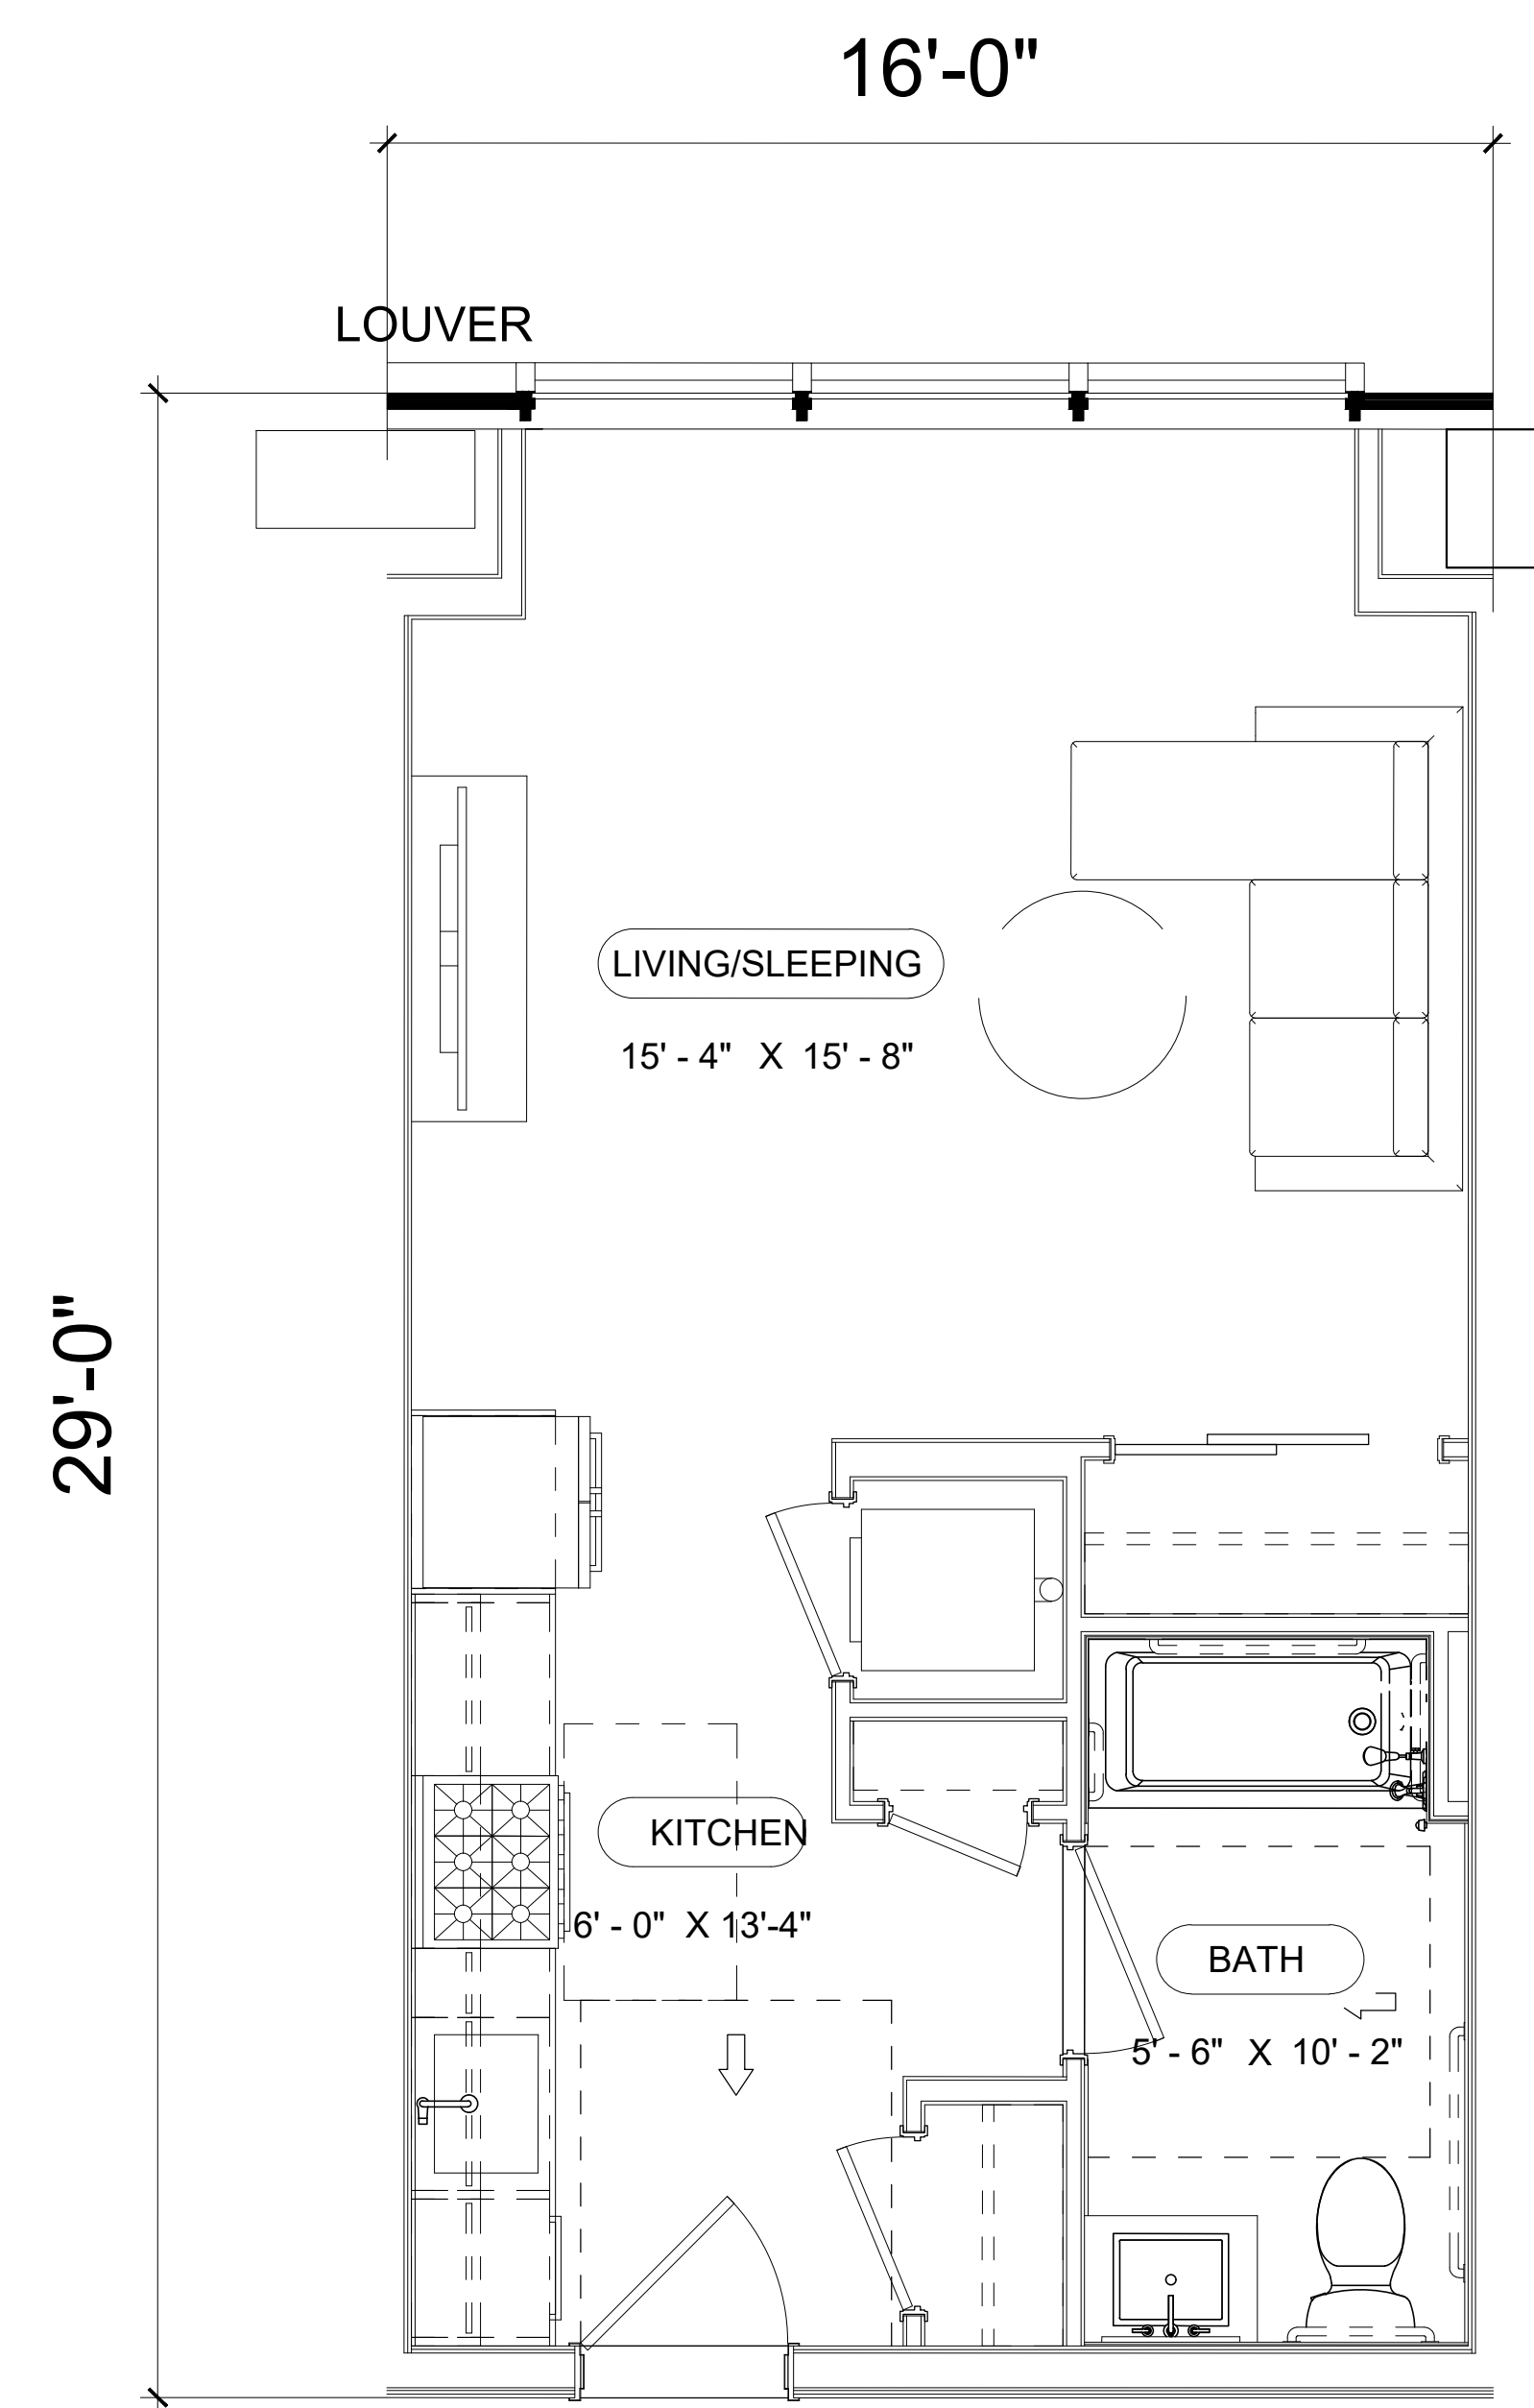 16'-0"
LOUVER
LIVING/SLEEPING
15' - 4" X 15' - 8"
29'-0"
KITCHEN
6' - 0" X 13'-4"
BATH
5' - 6" X 10' - 2"